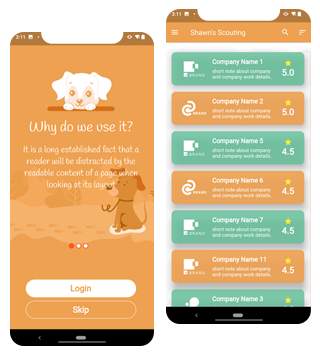 3:11
Why do we use it?
It is a long established fact that a
reader will be distracted by the
readable content of a page when
looking at its layout
Login
Skip
3:11
Shawn's Scouting
Company Name 1
short note about company
and company work details.
5.0
BRAND
Company Name 2
short note about company
and company work details.
5.0
BRAND
Company Name 5
short note about company
and company work details.
4.5
BRAND
Company Name 6
short note about company
and company work details.
4.5
BRAND
Company Name 7
short note about company
and company work details.
4.5
BRAND
Company Name 11
short note about company
and company work details.
4.5
BRAND
Company Name 3
short note about company